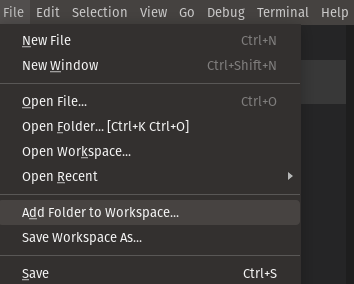 File Edit Selection View Go Debug Terminal Help
New File Ctrl+N
New Window Ctrl+Shift+N
Open File... Ctrl+O
Open Folder... [Ctrl+K Ctrl+O]
Open Workspace...
Open Recent
Add Folder to Workspace...
Save Workspace As...
Save Ctrl+S